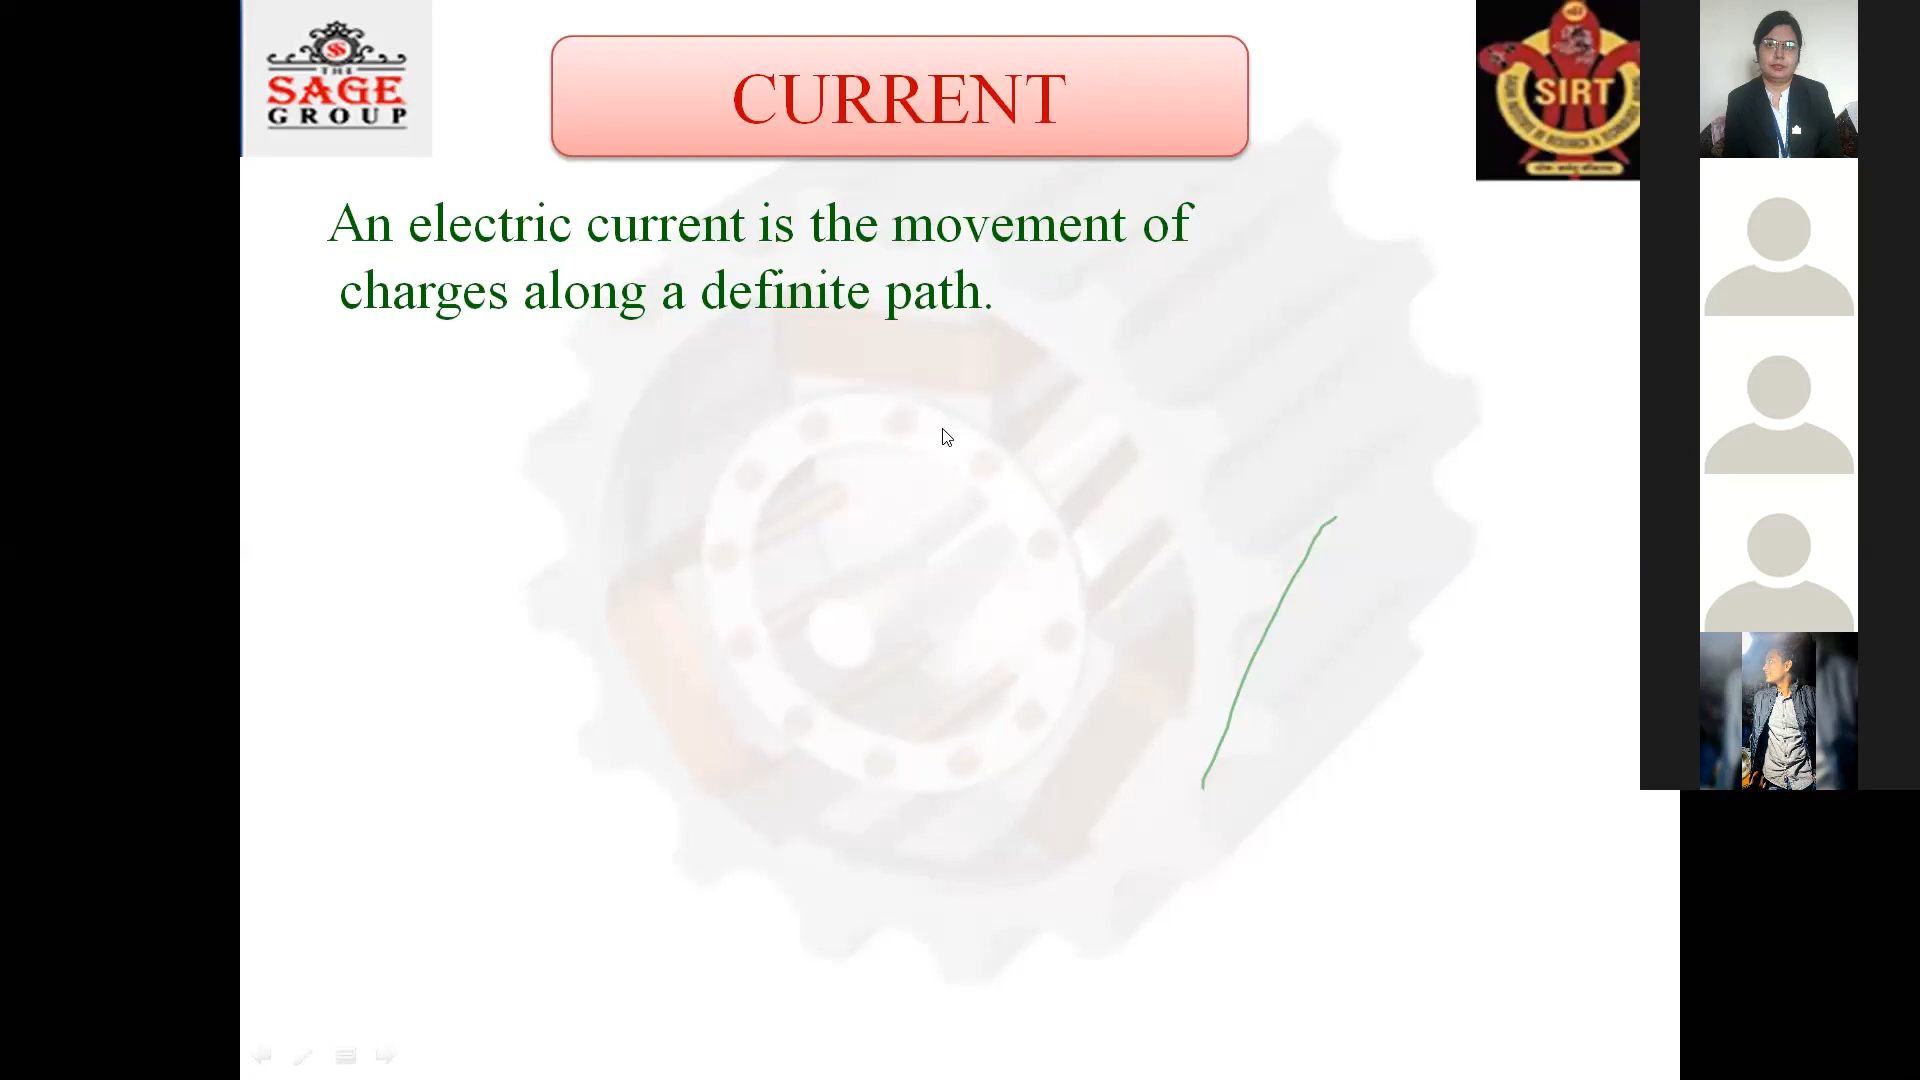 THE
SAGE
GROUP
CURRENT
SIRT
An electric current is the movement of
charges along a definite path.